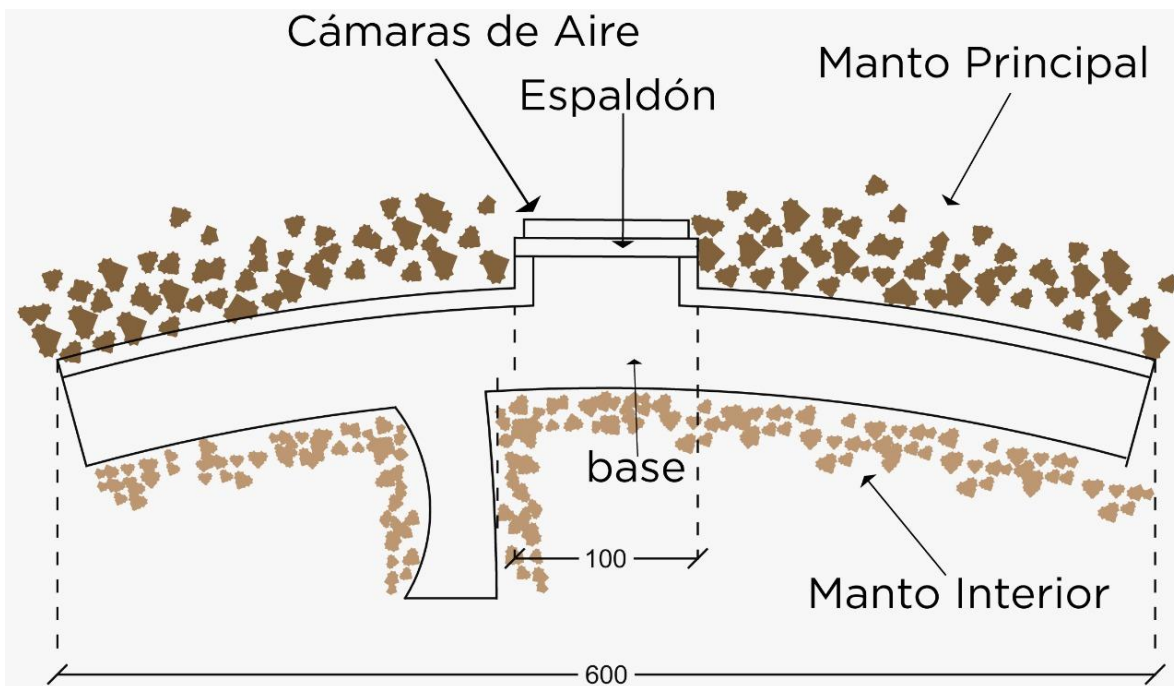 Cámaras de Aire
Manto Principal
Espaldón
base
100
Manto Interior
600